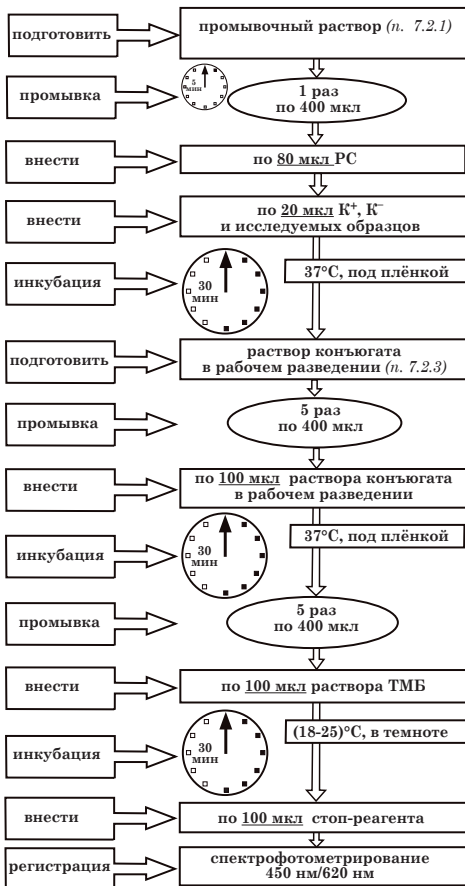 подготовить
промывочный раствор (п. 7.2.1)
промывка
5
мин
1 раз
по 400 мкл
внести
по 80 мкл РС
внести
по 20 мкл К⁺, К⁻
и исследуемых образцов
инкубация
30
мин
37°С, под плёнкой
подготовить
раствор конъюгата
в рабочем разведении (п. 7.2.3)
промывка
5 раз
по 400 мкл
внести
по 100 мкл раствора конъюгата
в рабочем разведении
инкубация
30
мин
37°С, под плёнкой
промывка
5 раз
по 400 мкл
внести
по 100 мкл раствора ТМБ
инкубация
30
мин
(18-25)°С, в темноте
внести
по 100 мкл стоп-реагента
регистрация
спектрофотометрирование
450 нм/620 нм